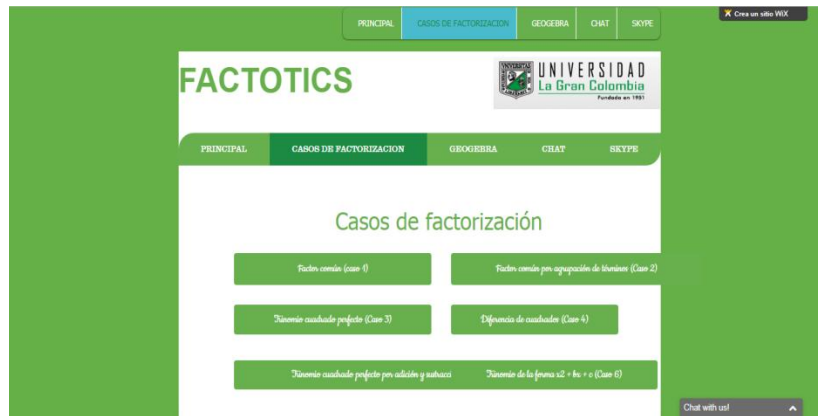 PRINCIPAL CASOS DE FACTORIZACION GEOGEBRA CHAT SKYPE
Crea un sitio WiX
FACTOTICS
UNIVERSIDAD
La Gran Colombia
Fundada en 1951
PRINCIPAL CASOS DE FACTORIZACION GEOGEBRA CHAT SKYPE
Casos de factorización
Factor común (caso 1) Factor común por agrupación de términos (Caso 2)
Trinomio cuadrado perfecto (Caso 3) Diferencia de cuadrados (Caso 4)
Trinomio cuadrado perfecto por adición y sutracci Trinomio de la forma x2 + bx + c (Caso 6)
Chat with us!